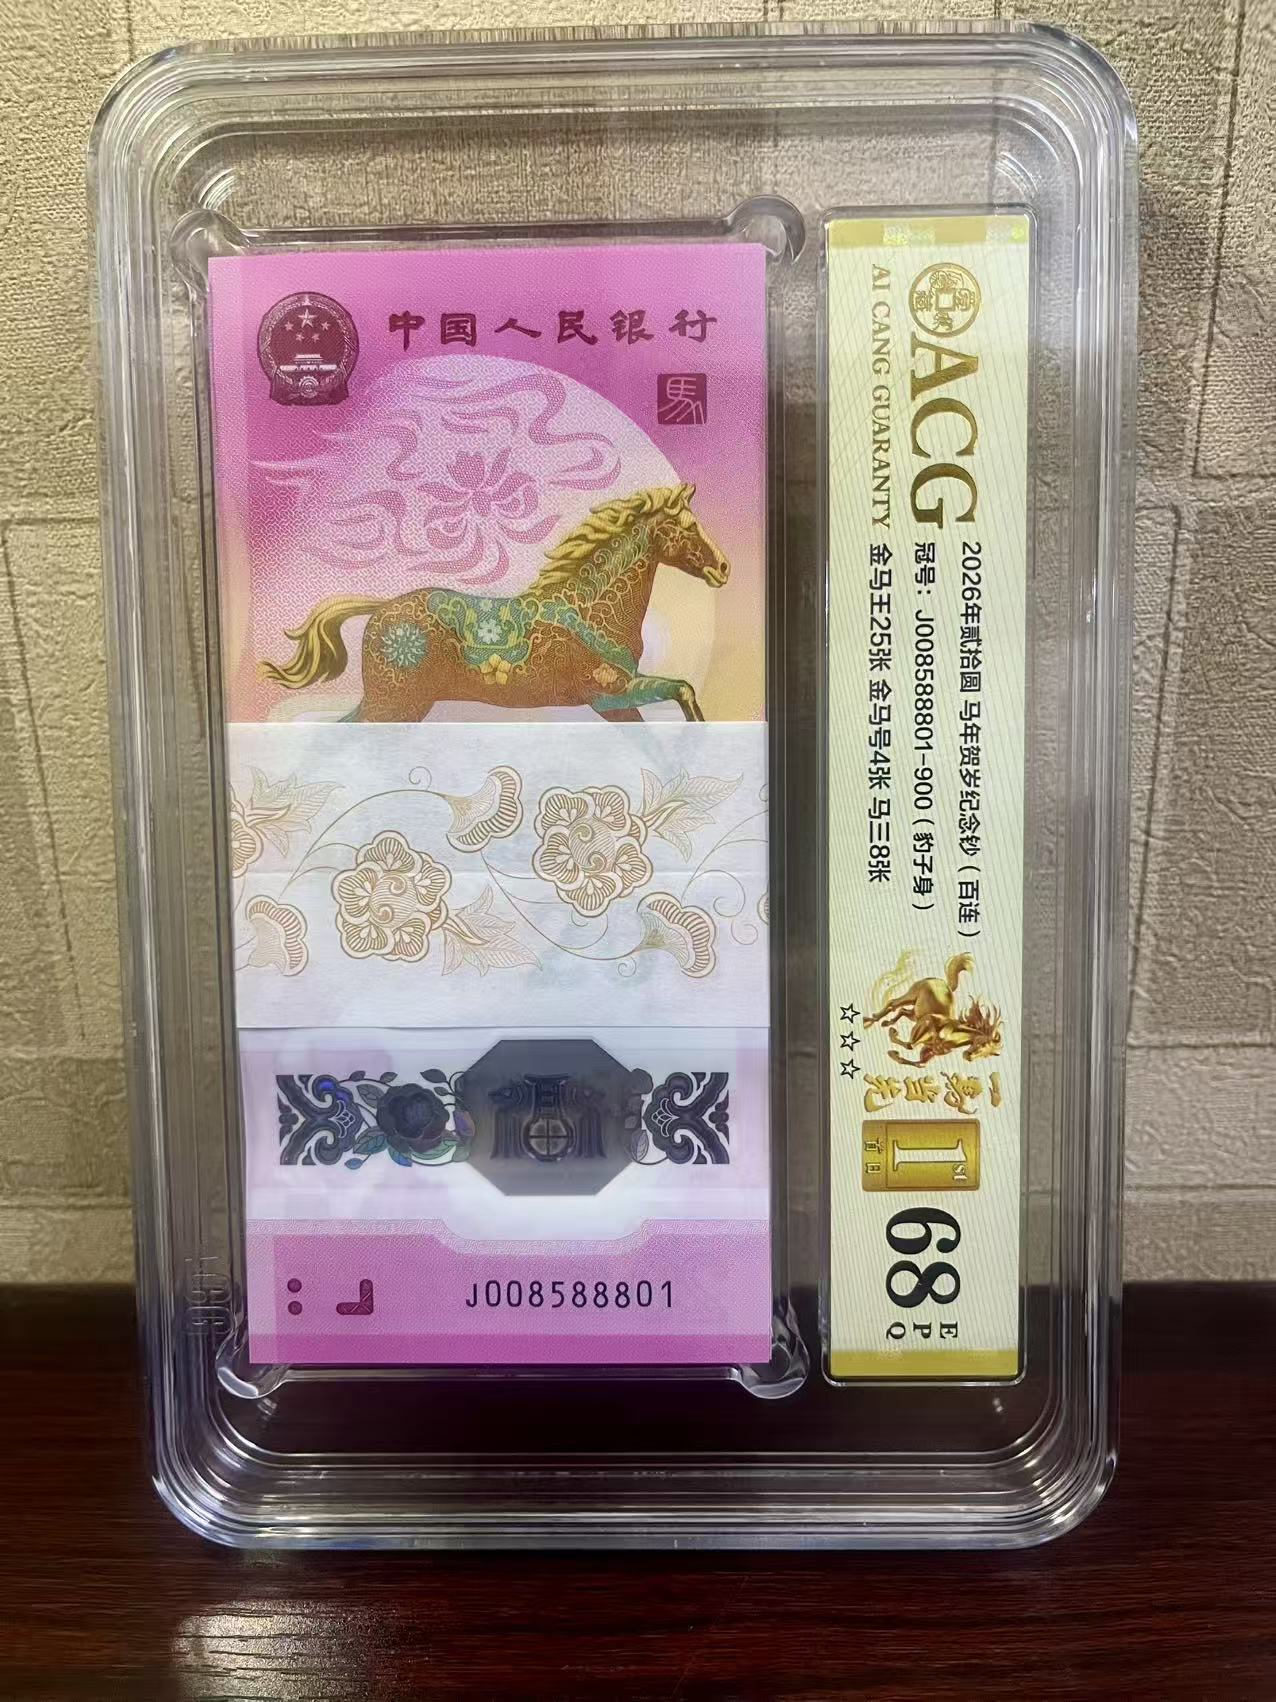 中国人民银行
馬
J008588801
ACG
AI CANG GUARANTY
2026年贰拾圆 马年贺岁纪念钞（百连）
冠号：J008588801-900（豹子身）
金马王25张 金马号4张 马三8张
☆☆☆
一马当先
1st
首日
68
E
P
Q